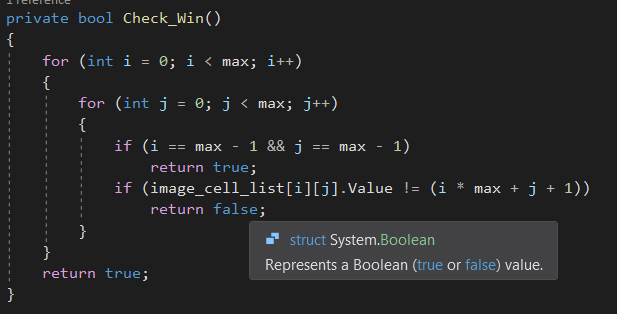 1 reference
private bool Check_Win()
{
for (int i = 0; i < max; i++)
{
for (int j = 0; j < max; j++)
{
if (i == max - 1 && j == max - 1)
return true;
if (image_cell_list[i][j].Value != (i * max + j + 1))
return false;
}
struct System.Boolean
Represents a Boolean (true or false) value.
}
return true;
}